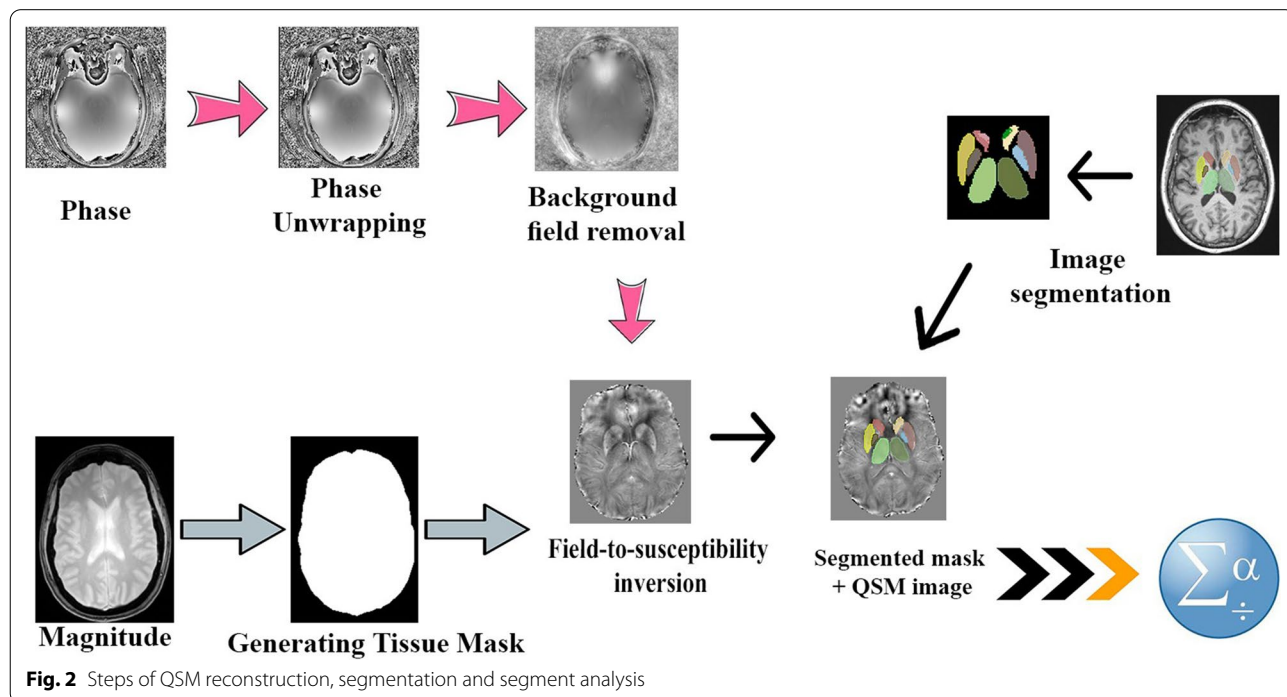 Phase
Phase
Unwrapping
Background
field removal
Image
segmentation
Magnitude
Generating Tissue Mask
Field-to-susceptibility
inversion
Segmented mask
+ QSM image
Σ α
÷
Fig. 2 Steps of QSM reconstruction, segmentation and segment analysis